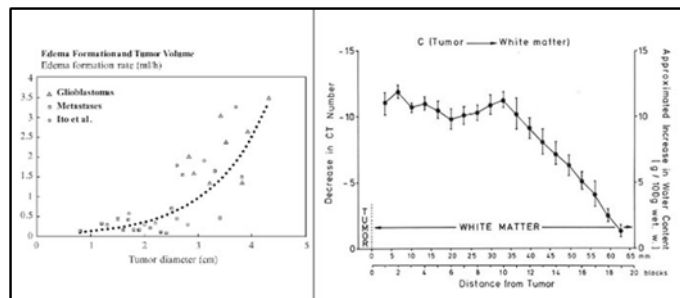 Edema Formation and Tumor Volume
Edema formation rate (ml/h)
4
3.5
3
2.5
2
1.5
1
0.5
0
Glioblastomas
Metastases
Ito et al.
0 1 2 3 4 5
Tumor diameter (cm)
C (Tumor → White matter)
Decrease in CT Number
-15
-10
-5
0
TUMOR
WHITE MATTER
15
10
5
0
Approximated Increase in Water Content
[g / 100g wet. w.]
0 5 10 15 20 25 30 35 40 45 50 55 60 65 mm
0 2 4 6 8 10 12 14 16 18 20 blocks
Distance from Tumor